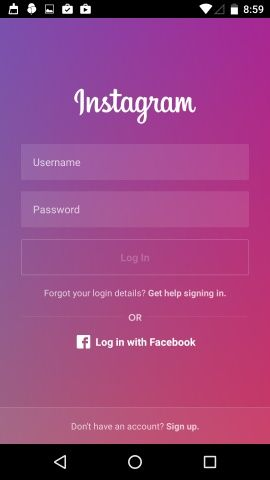 8:59
Instagram
Username
Password
Log In
Forgot your login details? Get help signing in.
OR
Log in with Facebook
Don't have an account? Sign up.